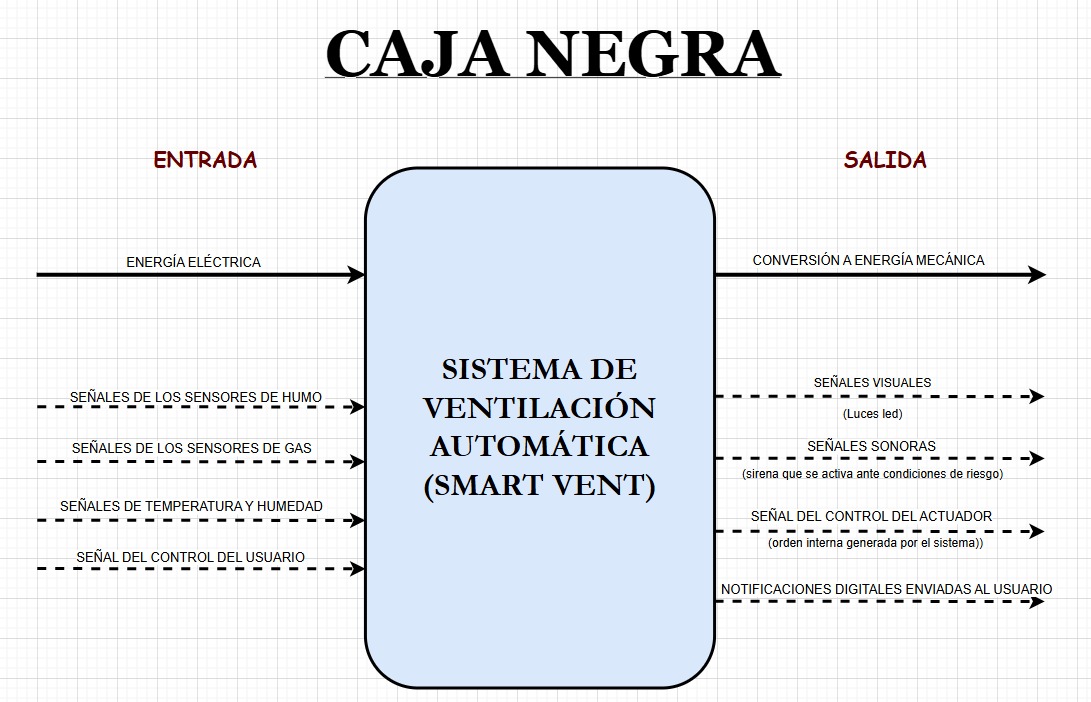 CAJA NEGRA
ENTRADA
SALIDA
ENERGÍA ELÉCTRICA
CONVERSIÓN A ENERGÍA MECÁNICA
SEÑALES DE LOS SENSORES DE HUMO
SEÑALES DE LOS SENSORES DE GAS
SEÑALES DE TEMPERATURA Y HUMEDAD
SEÑAL DEL CONTROL DEL USUARIO
SISTEMA DE
VENTILACIÓN
AUTOMÁTICA
(SMART VENT)
SEÑALES VISUALES
(Luces led)
SEÑALES SONORAS
(sirena que se activa ante condiciones de riesgo)
SEÑAL DEL CONTROL DEL ACTUADOR
(orden interna generada por el sistema))
NOTIFICACIONES DIGITALES ENVIADAS AL USUARIO